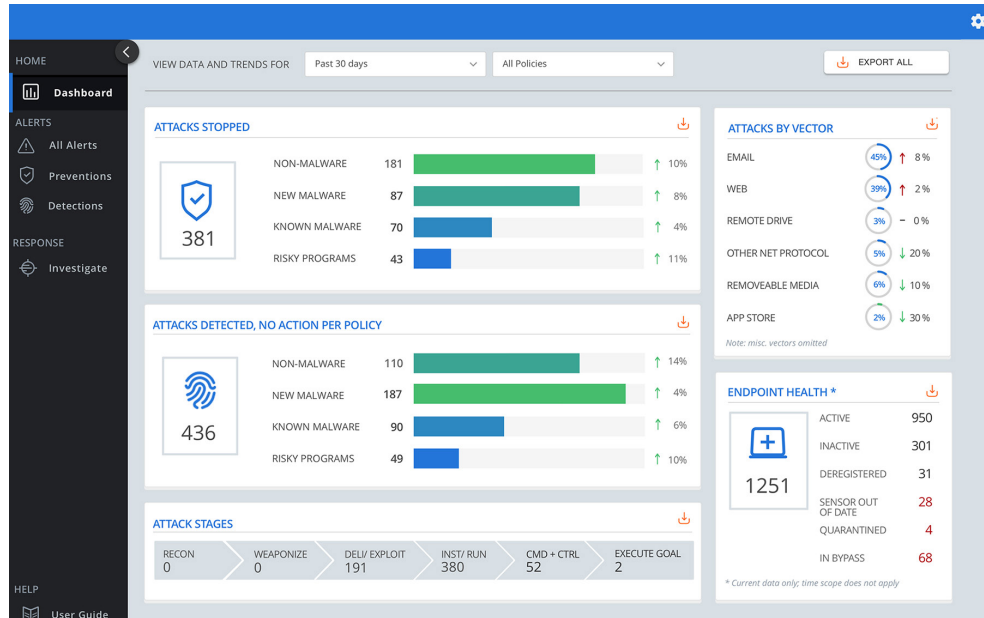 HOME
Dashboard
ALERTS
All Alerts
Preventions
Detections
RESPONSE
Investigate
HELP
User Guide
VIEW DATA AND TRENDS FOR
Past 30 days
All Policies
EXPORT ALL
ATTACKS STOPPED
381
NON-MALWARE 181 10%
NEW MALWARE 87 8%
KNOWN MALWARE 70 4%
RISKY PROGRAMS 43 11%
ATTACKS DETECTED, NO ACTION PER POLICY
436
NON-MALWARE 110 14%
NEW MALWARE 187 4%
KNOWN MALWARE 90 6%
RISKY PROGRAMS 49 10%
ATTACK STAGES
RECON
0
WEAPONIZE
0
DELI/ EXPLOIT
191
INST/ RUN
380
CMD + CTRL
52
EXECUTE GOAL
2
ATTACKS BY VECTOR
EMAIL 45% 8%
WEB 39% 2%
REMOTE DRIVE 3% – 0%
OTHER NET PROTOCOL 5% 20%
REMOVEABLE MEDIA 6% 10%
APP STORE 2% 30%
Note: misc. vectors omitted
ENDPOINT HEALTH *
1251
ACTIVE 950
INACTIVE 301
DEREGISTERED 31
SENSOR OUT 28
OF DATE
QUARANTINED 4
IN BYPASS 68
* Current data only; time scope does not apply